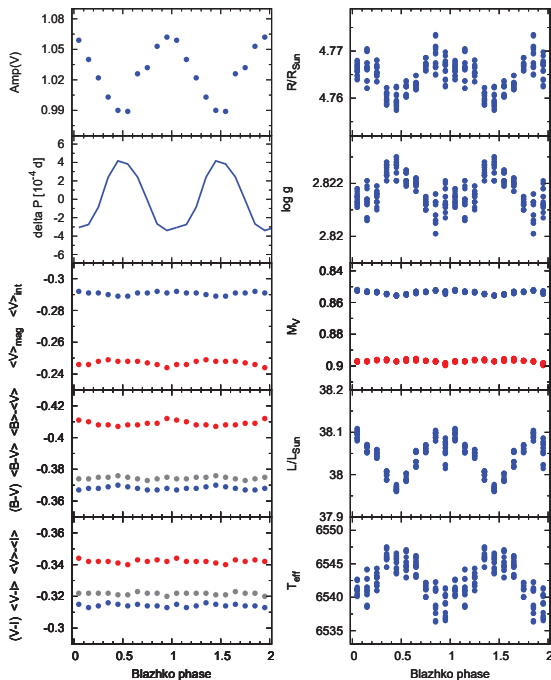 1.08
1.05
1.02
0.99
Amp(V)
6
4
2
0
-2
-4
-6
delta P [10⁻⁴ d]
-0.3
-0.28
-0.26
-0.24
<V>mag <V>int
-0.42
-0.4
-0.38
-0.36
(B-V) <B-V> <B>-<V>
-0.36
-0.34
-0.32
-0.3
(V-I) <V-I> <V>-<I>
0 0.5 1 1.5 2
Blazhko phase
4.77
4.76
R/RSun
2.822
2.82
log g
0.84
0.86
0.88
0.9
MV
38.2
38.1
38
37.9
L/LSun
6550
6545
6540
6535
Teff
0 0.5 1 1.5 2
Blazhko phase